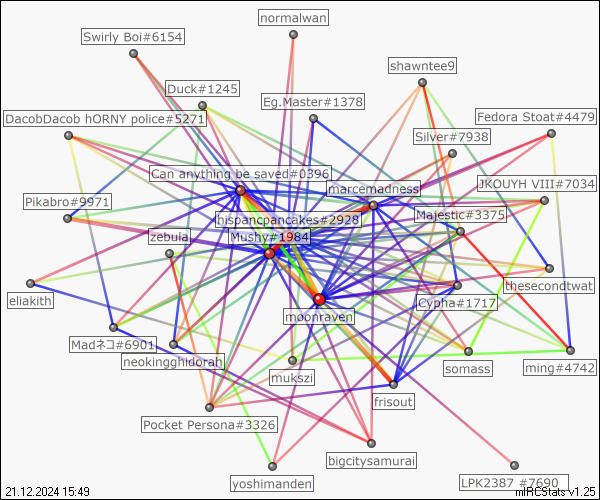 normalwan
Swirly Boi#6154
shawntee9
Duck#1245
Eg.Master#1378
DacobDacob hORNY police#5271
Fedora Stoat#4479
Silver#7938
Can anything be saved#0396
marcemadness
JKOUYH VIII#7034
Pikabro#9971
hispancpancakes#2928
Majestic#3375
zebula
Mushy#1984
thesecondtwat
eliakith
Cypha#1717
moonraven
Madネコ#6901
neokingghidorah
mukszi
somass
ming#4742
frisout
Pocket Persona#3326
bigcitysamurai
yoshimanden
LPK2387 #7690
21.12.2024 15:49
mIRCStats v1.25